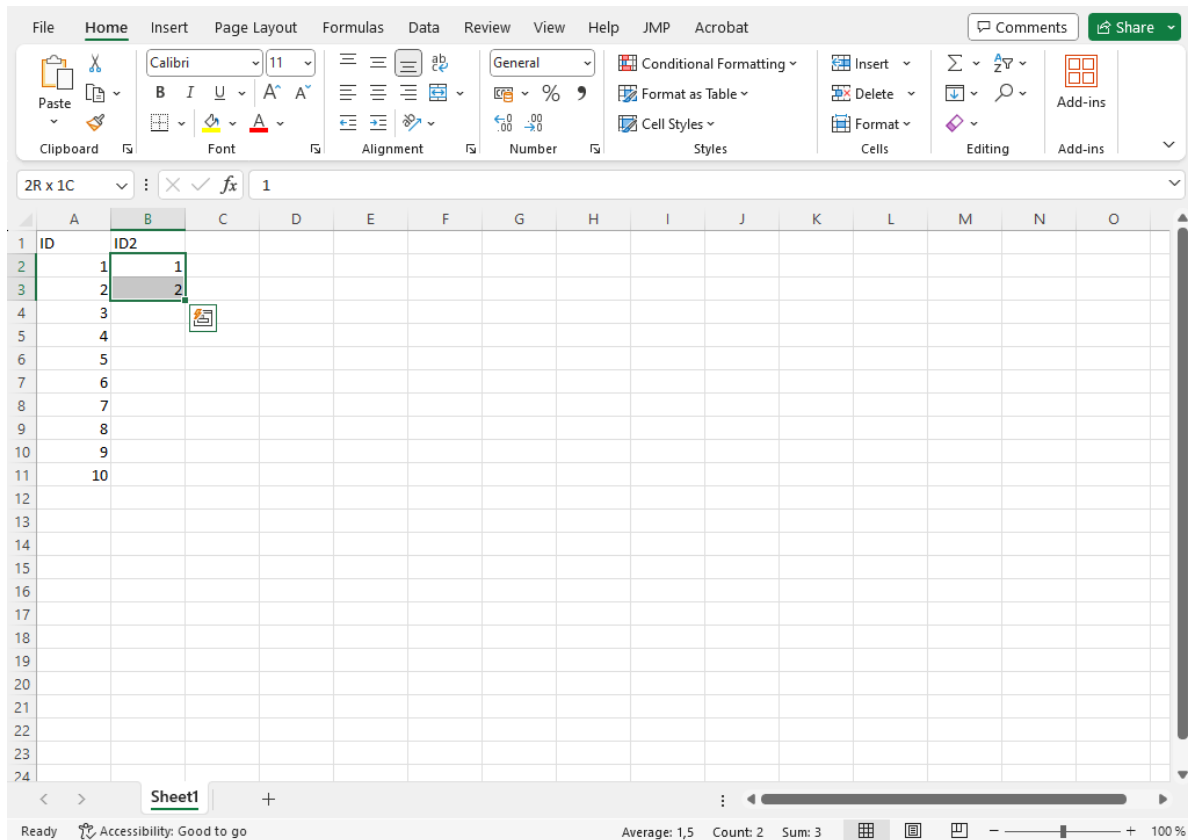 File Home Insert Page Layout Formulas Data Review View Help JMP Acrobat Comments Share
Calibri 11 ab General Conditional Formatting Insert
Paste B I U A A % 9 Format as Table Delete Add-ins
A Cell Styles Format
Clipboard Font Alignment Number Styles Cells Editing Add-ins
2R x 1C fx 1
A B C D E F G H I J K L M N O
1 ID ID2
2 1 1
3 2 2
4 3
5 4
6 5
7 6
8 7
9 8
10 9
11 10
12
13
14
15
16
17
18
19
20
21
22
23
24
Sheet1
Ready Accessibility: Good to go Average: 1,5 Count: 2 Sum: 3 100 %